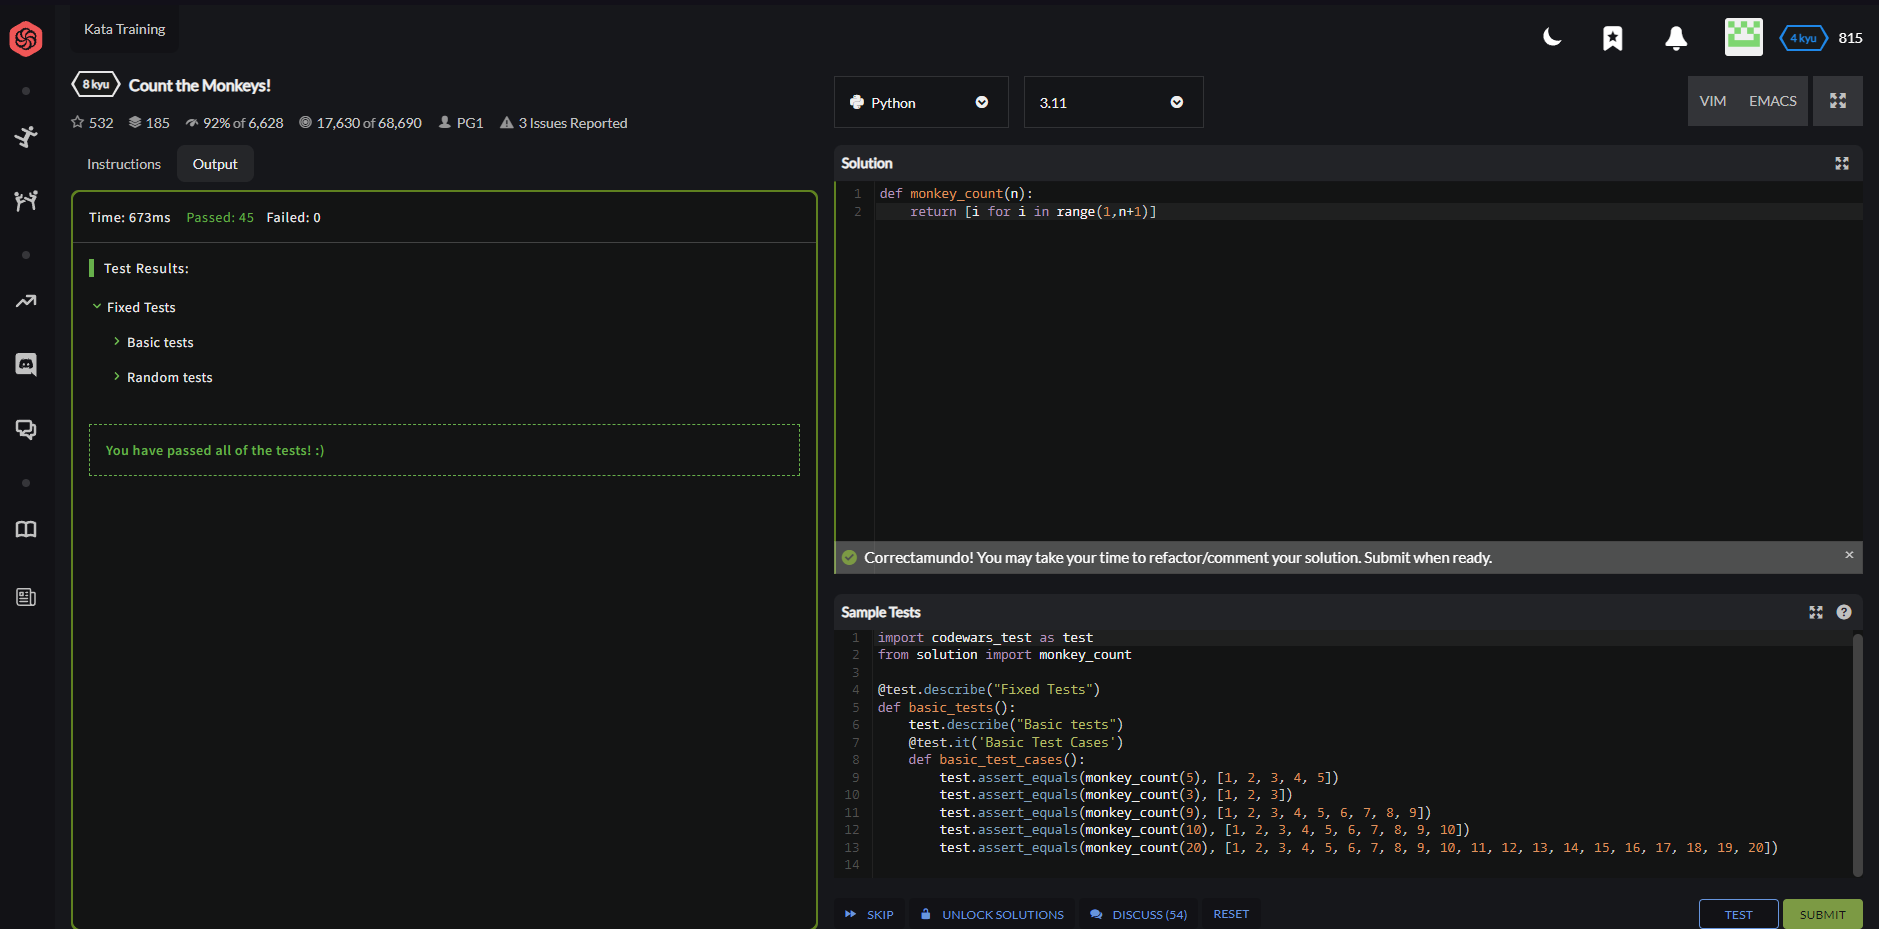 Kata Training
4 kyu 815
8 kyu Count the Monkeys!
532 185 92% of 6,628 17,630 of 68,690 PG1 3 Issues Reported
Instructions Output
Time: 673ms Passed: 45 Failed: 0
Test Results:
Fixed Tests
Basic tests
Random tests
You have passed all of the tests! :)
Python 3.11 VIM EMACS
Solution
1 def monkey_count(n):
2     return [i for i in range(1,n+1)]
Correctamundo! You may take your time to refactor/comment your solution. Submit when ready. ×
Sample Tests ?
1 import codewars_test as test
2 from solution import monkey_count
3
4 @test.describe("Fixed Tests")
5 def basic_tests():
6     test.describe("Basic tests")
7     @test.it('Basic Test Cases')
8     def basic_test_cases():
9         test.assert_equals(monkey_count(5), [1, 2, 3, 4, 5])
10         test.assert_equals(monkey_count(3), [1, 2, 3])
11         test.assert_equals(monkey_count(9), [1, 2, 3, 4, 5, 6, 7, 8, 9])
12         test.assert_equals(monkey_count(10), [1, 2, 3, 4, 5, 6, 7, 8, 9, 10])
13         test.assert_equals(monkey_count(20), [1, 2, 3, 4, 5, 6, 7, 8, 9, 10, 11, 12, 13, 14, 15, 16, 17, 18, 19, 20])
14
SKIP UNLOCK SOLUTIONS DISCUSS (54) RESET TEST SUBMIT